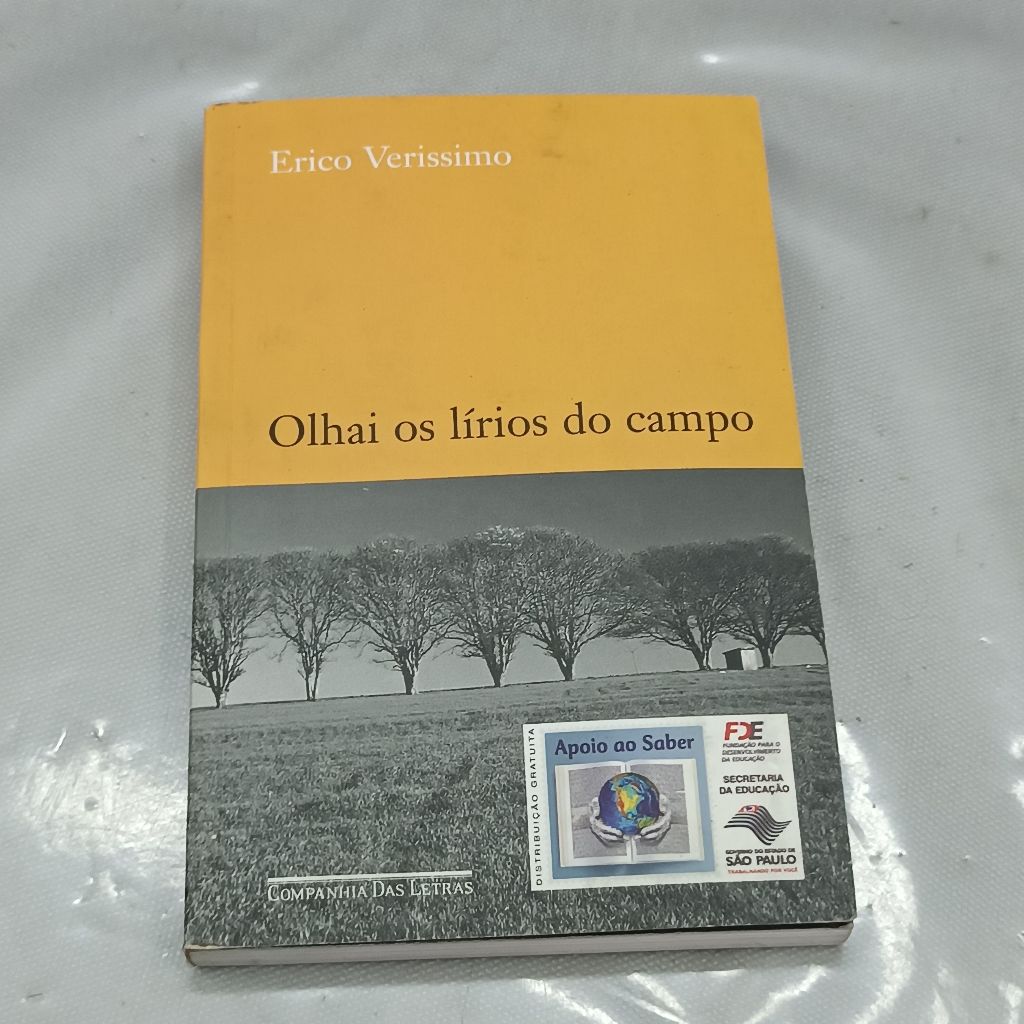 Erico Verissimo
Olhai os lírios do campo
DISTRIBUIÇÃO GRATUITA
Apoio ao Saber
FDE
FUNDAÇÃO PARA O
DESENVOLVIMENTO
DA EDUCAÇÃO
SECRETARIA
DA EDUCAÇÃO
GOVERNO DO ESTADO DE
SÃO PAULO
TRABALHANDO POR VOCÊ
COMPANHIA DAS LETRAS